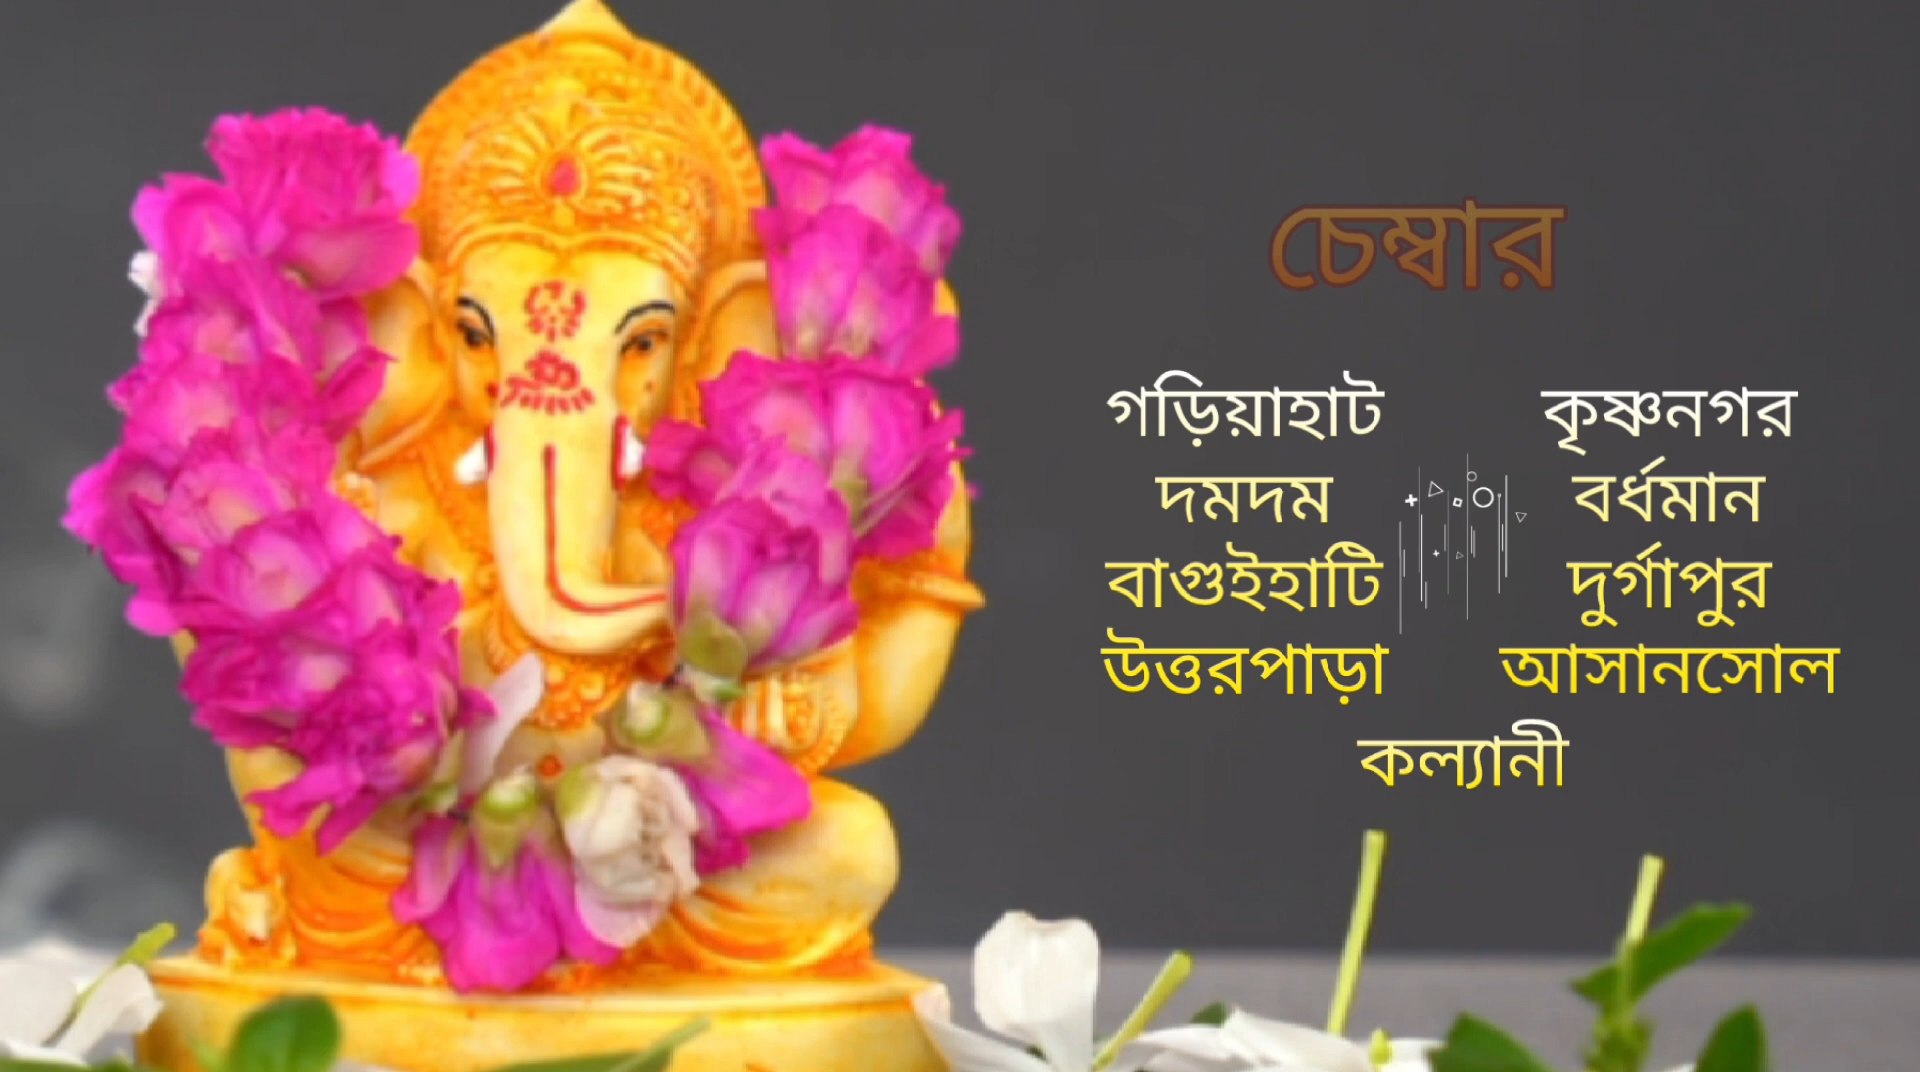 চেম্বার
গড়িয়াহাট
দমদম
বাগুইহাটি
উত্তরপাড়া
কৃষ্ণনগর
বর্ধমান
দুর্গাপুর
আসানসোল
কল্যানী